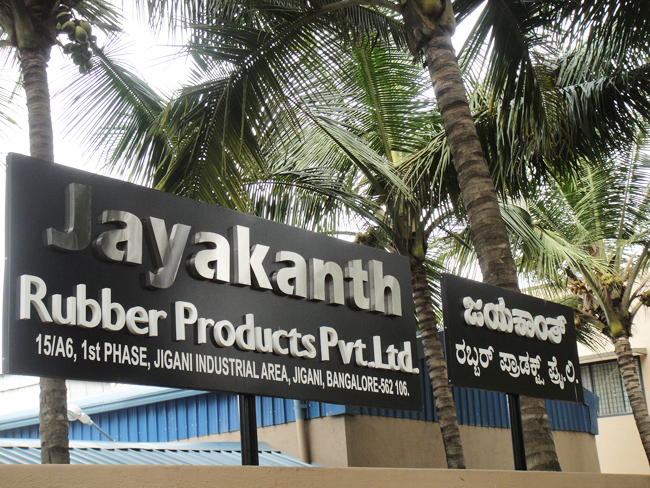 Jayakanth
Rubber Products Pvt.Ltd.
15/A6, 1st PHASE, JIGANI INDUSTRIAL AREA, JIGANI, BANGALORE-562 106.
ಜಯಕಾಂತ್
ರಬ್ಬರ್ ಪ್ರಾಡಕ್ಟ್ಸ್ ಪ್ರೈ.ಲಿ.